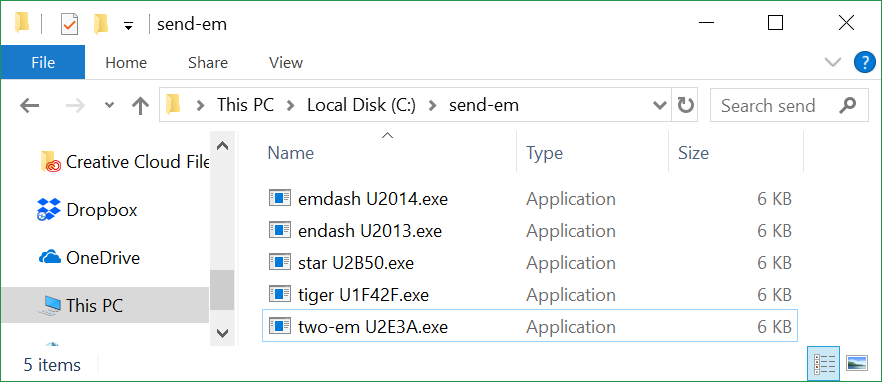 send-em
File Home Share View
This PC Local Disk (C:) send-em Search send
Creative Cloud File
Dropbox
OneDrive
This PC
Name Type Size
emdash U2014.exe Application 6 KB
endash U2013.exe Application 6 KB
star U2B50.exe Application 6 KB
tiger U1F42F.exe Application 6 KB
two-em U2E3A.exe Application 6 KB
5 items